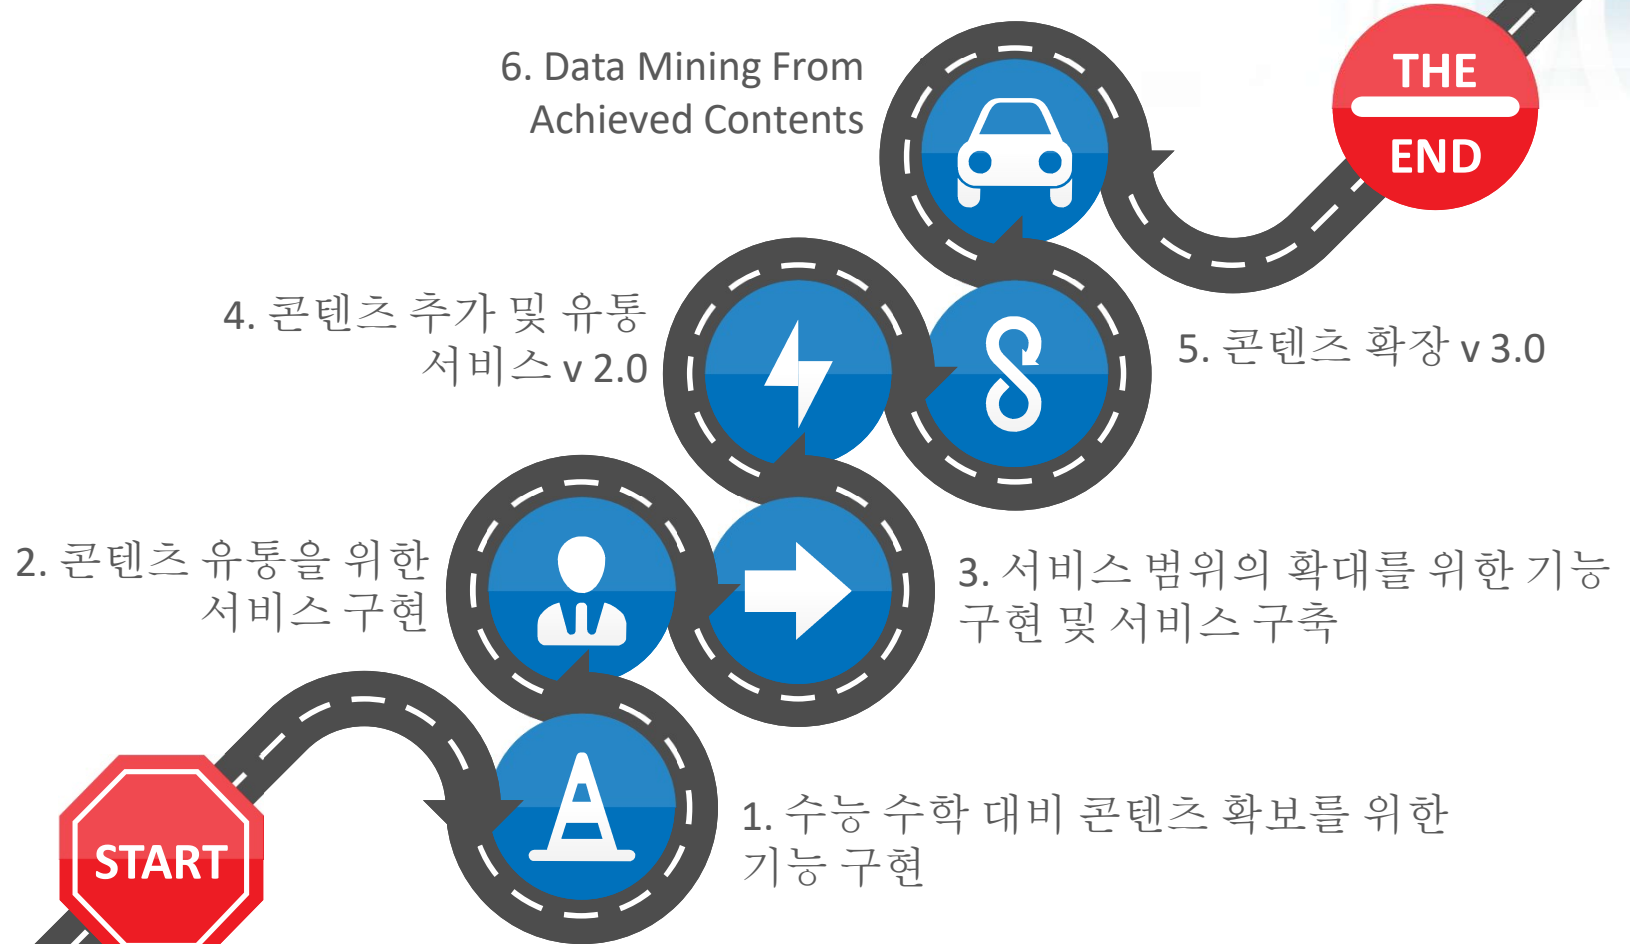 6. Data Mining From
Achieved Contents
THE
END
4. 콘텐츠 추가 및 유통
서비스 v 2.0
5. 콘텐츠 확장 v 3.0
2. 콘텐츠 유통을 위한
서비스 구현
3. 서비스 범위의 확대를 위한 기능
구현 및 서비스 구축
START
1. 수능 수학 대비 콘텐츠 확보를 위한
기능 구현